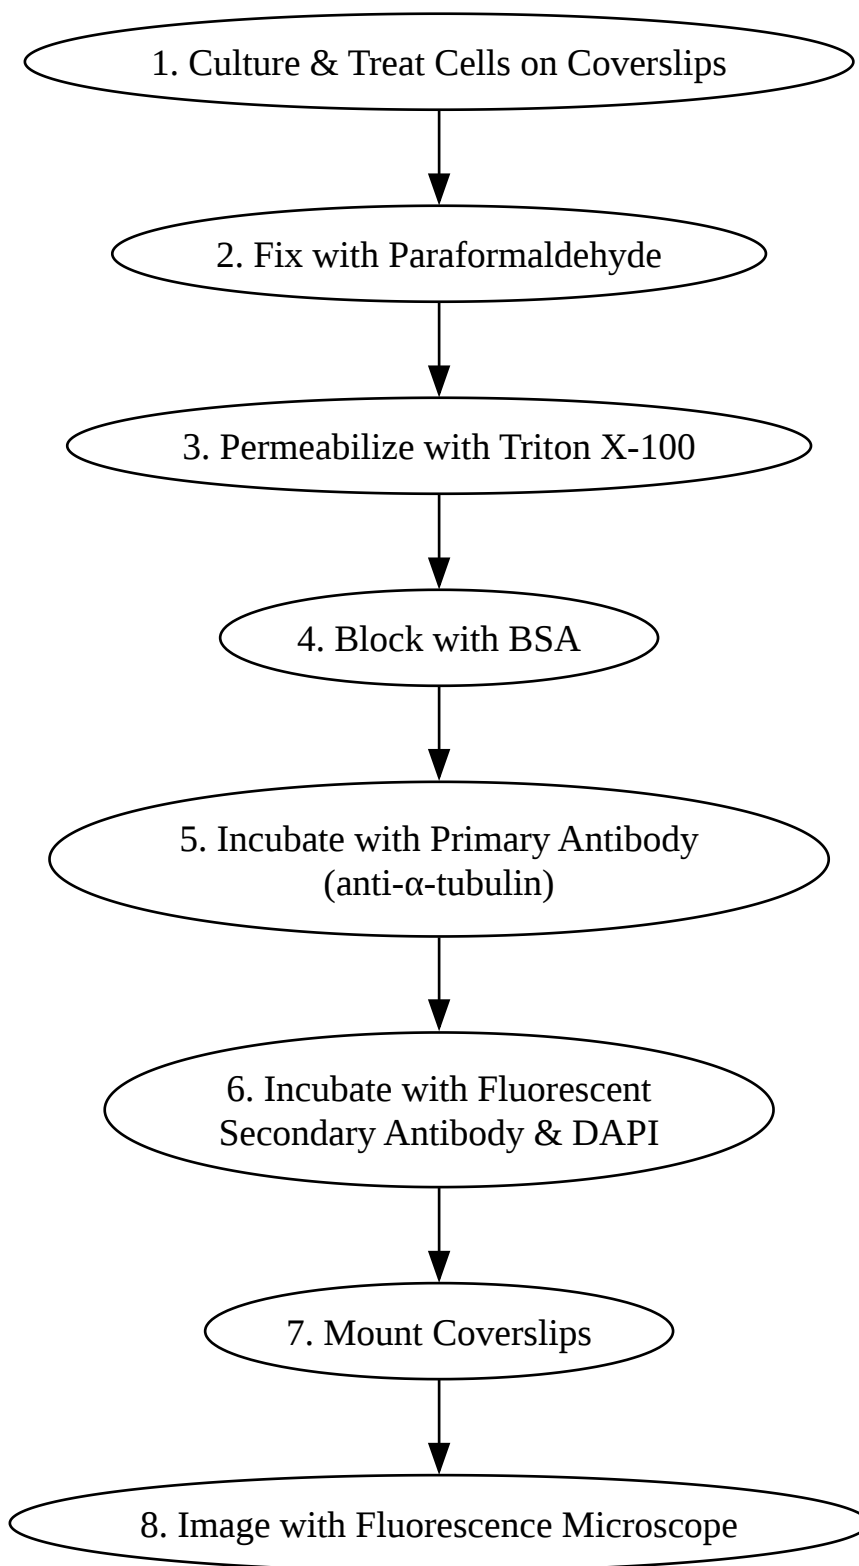 1. Culture & Treat Cells on Coverslips
2. Fix with Paraformaldehyde
3. Permeabilize with Triton X-100
4. Block with BSA
5. Incubate with Primary Antibody
(anti-α-tubulin)
6. Incubate with Fluorescent
Secondary Antibody & DAPI
7. Mount Coverslips
8. Image with Fluorescence Microscope